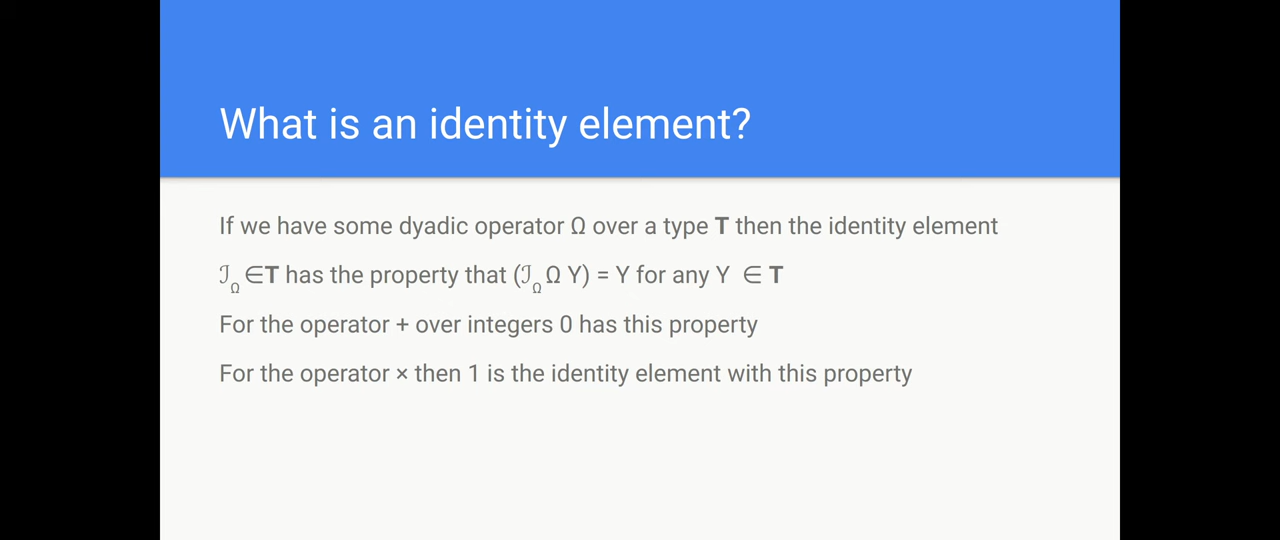 What is an identity element?
If we have some dyadic operator Ω over a type T then the identity element
ℐΩ ∈T has the property that (ℐΩ Ω Y) = Y for any Y ∈ T
For the operator + over integers 0 has this property
For the operator × then 1 is the identity element with this property